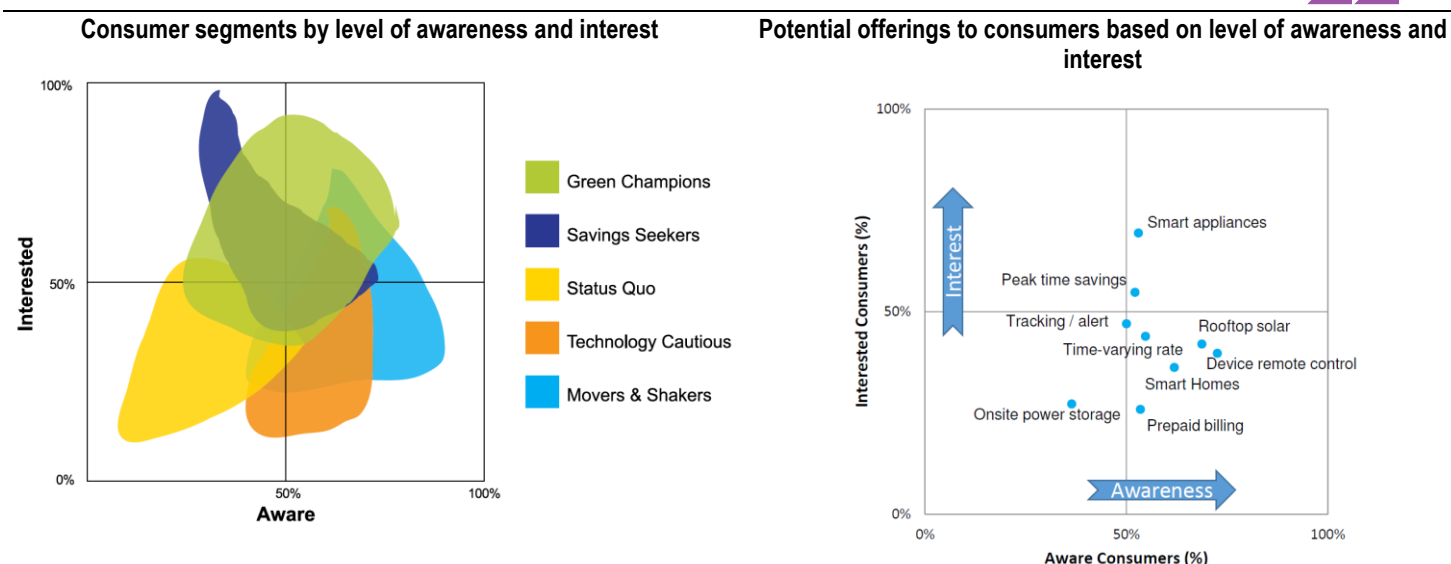 Consumer segments by level of awareness and interest
Potential offerings to consumers based on level of awareness and
interest
100%
50%
0%
50%
100%
Interested
Aware
Green Champions
Savings Seekers
Status Quo
Technology Cautious
Movers & Shakers
100%
50%
0%
0%
50%
100%
Interested Consumers (%)
Interest
Smart appliances
Peak time savings
Tracking / alert
Rooftop solar
Time-varying rate
Device remote control
Smart Homes
Onsite power storage
Prepaid billing
Awareness
Aware Consumers (%)